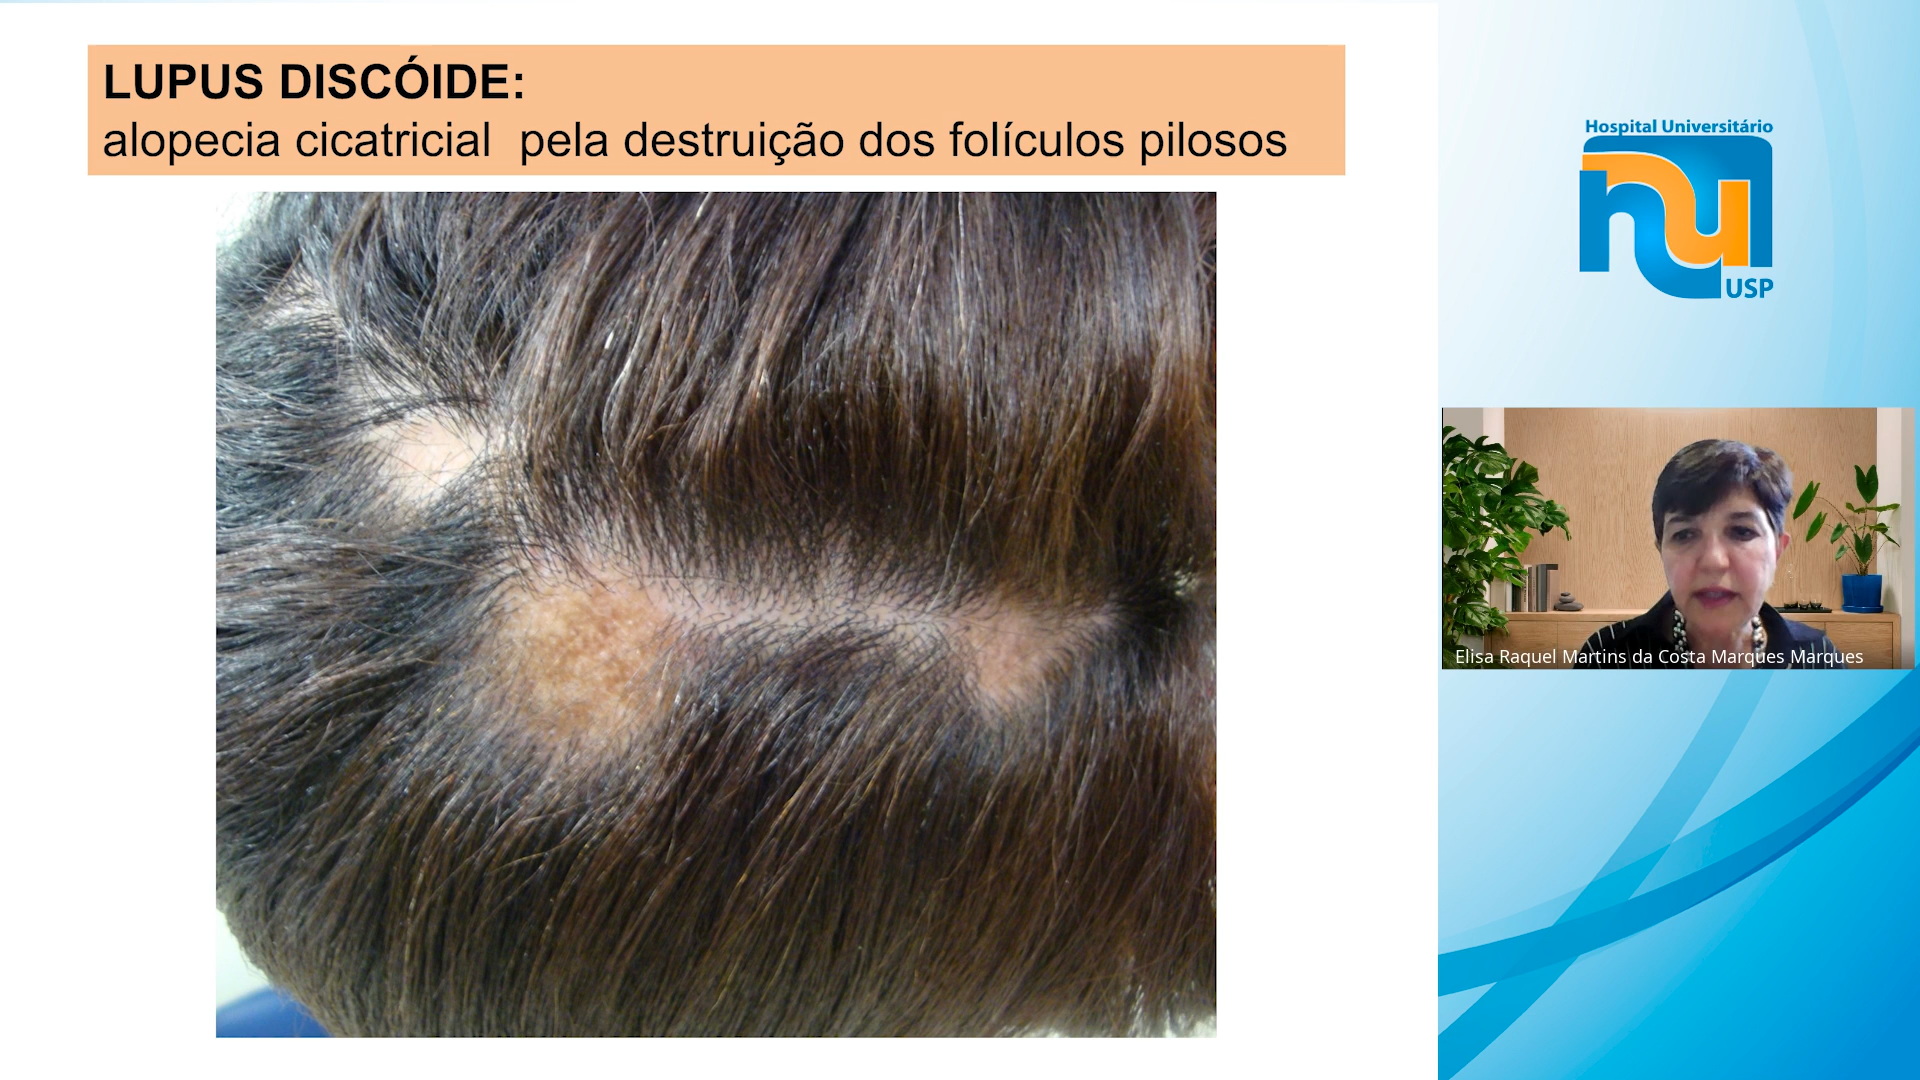 LUPUS DISCÓIDE:
alopecia cicatricial  pela destruição dos folículos pilosos
Hospital Universitário
hu
USP
Elisa Raquel Martins da Costa Marques Marques